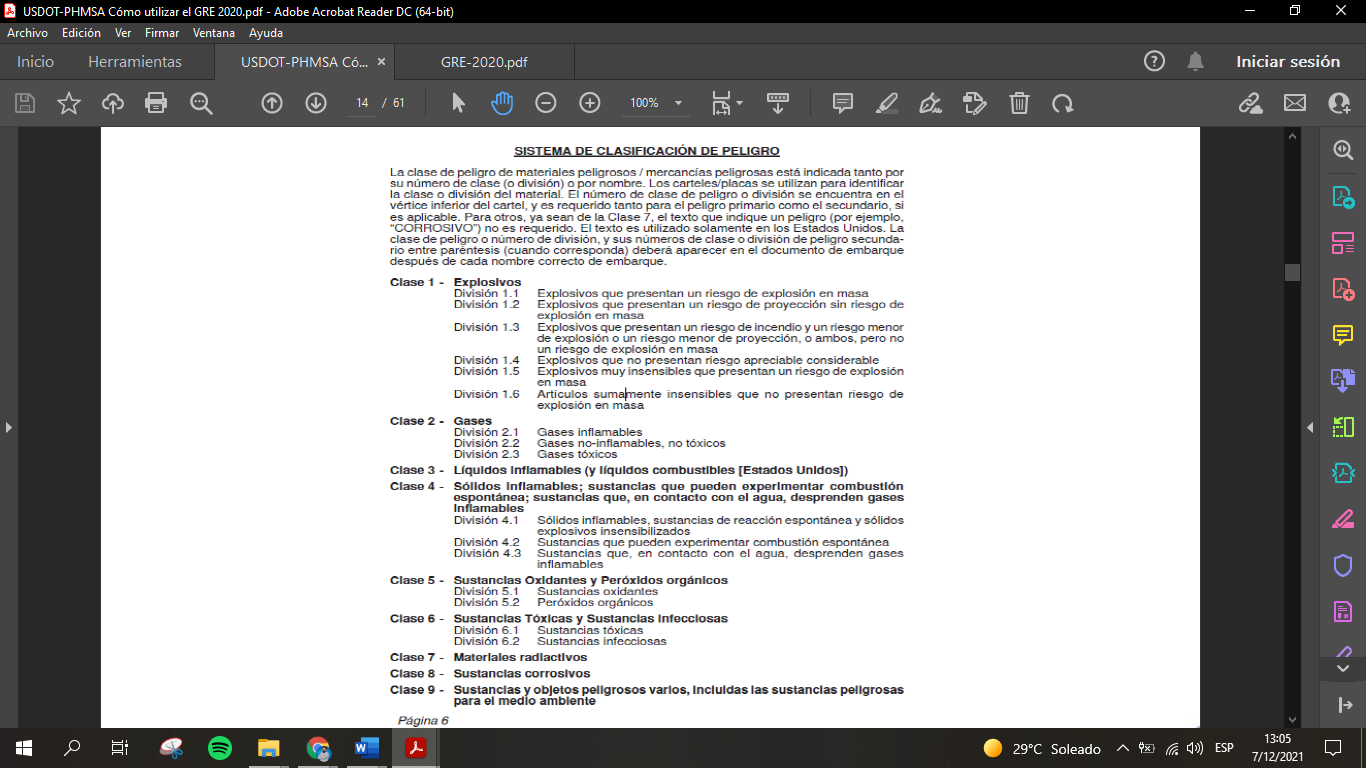 USDOT-PHMSA Cómo utilizar el GRE 2020.pdf - Adobe Acrobat Reader DC (64-bit)
Archivo Edición Ver Firmar Ventana Ayuda
Inicio Herramientas USDOT-PHMSA Có... × GRE-2020.pdf Iniciar sesión
14 / 61 100%
SISTEMA DE CLASIFICACIÓN DE PELIGRO
La clase de peligro de materiales peligrosos / mercancías peligrosas está indicada tanto por
su número de clase (o división) o por nombre. Los carteles/placas se utilizan para identificar
la clase o división del material. El número de clase de peligro o división se encuentra en el
vértice inferior del cartel, y es requerido tanto para el peligro primario como el secundario, si
es aplicable. Para otros, ya sean de la Clase 7, el texto que indique un peligro (por ejemplo,
“CORROSIVO”) no es requerido. El texto es utilizado solamente en los Estados Unidos. La
clase de peligro o número de división, y sus números de clase o división de peligro secunda-
rio entre paréntesis (cuando corresponda) deberá aparecer en el documento de embarque
después de cada nombre correcto de embarque.
Clase 1 - Explosivos
División 1.1 Explosivos que presentan un riesgo de explosión en masa
División 1.2 Explosivos que presentan un riesgo de proyección sin riesgo de
explosión en masa
División 1.3 Explosivos que presentan un riesgo de incendio y un riesgo menor
de explosión o un riesgo menor de proyección, o ambos, pero no
un riesgo de explosión en masa
División 1.4 Explosivos que no presentan riesgo apreciable considerable
División 1.5 Explosivos muy insensibles que presentan un riesgo de explosión
en masa
División 1.6 Artículos sumamente insensibles que no presentan riesgo de
explosión en masa
Clase 2 - Gases
División 2.1 Gases inflamables
División 2.2 Gases no-inflamables, no tóxicos
División 2.3 Gases tóxicos
Clase 3 - Líquidos inflamables (y líquidos combustibles [Estados Unidos])
Clase 4 - Sólidos inflamables; sustancias que pueden experimentar combustión
espontánea; sustancias que, en contacto con el agua, desprenden gases
inflamables
División 4.1 Sólidos inflamables, sustancias de reacción espontánea y sólidos
explosivos insensibilizados
División 4.2 Sustancias que pueden experimentar combustión espontánea
División 4.3 Sustancias que, en contacto con el agua, desprenden gases
inflamables
Clase 5 - Sustancias Oxidantes y Peróxidos orgánicos
División 5.1 Sustancias oxidantes
División 5.2 Peróxidos orgánicos
Clase 6 - Sustancias Tóxicas y Sustancias infecciosas
División 6.1 Sustancias tóxicas
División 6.2 Sustancias infecciosas
Clase 7 - Materiales radiactivos
Clase 8 - Sustancias corrosivos
Clase 9 - Sustancias y objetos peligrosos varios, incluidas las sustancias peligrosas
para el medio ambiente
Página 6
29°C Soleado ESP 13:05
7/12/2021